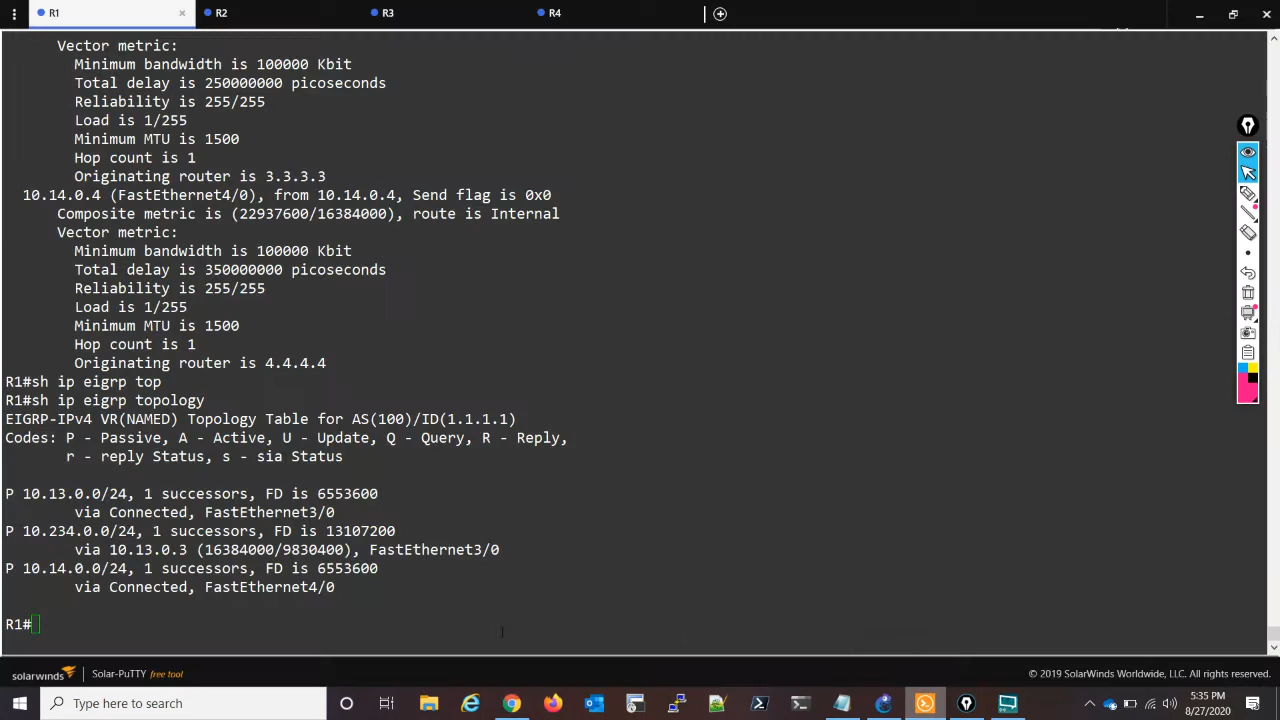 R1
R2
R3
R4
Vector metric:
Minimum bandwidth is 100000 Kbit
Total delay is 250000000 picoseconds
Reliability is 255/255
Load is 1/255
Minimum MTU is 1500
Hop count is 1
Originating router is 3.3.3.3
10.14.0.4 (FastEthernet4/0), from 10.14.0.4, Send flag is 0x0
Composite metric is (22937600/16384000), route is Internal
Vector metric:
Minimum bandwidth is 100000 Kbit
Total delay is 350000000 picoseconds
Reliability is 255/255
Load is 1/255
Minimum MTU is 1500
Hop count is 1
Originating router is 4.4.4.4
R1#sh ip eigrp top
R1#sh ip eigrp topology
EIGRP-IPv4 VR(NAMED) Topology Table for AS(100)/ID(1.1.1.1)
Codes: P - Passive, A - Active, U - Update, Q - Query, R - Reply,
r - reply Status, s - sia Status
P 10.13.0.0/24, 1 successors, FD is 6553600
via Connected, FastEthernet3/0
P 10.234.0.0/24, 1 successors, FD is 13107200
via 10.13.0.3 (16384000/9830400), FastEthernet3/0
P 10.14.0.0/24, 1 successors, FD is 6553600
via Connected, FastEthernet4/0
R1#
solarwinds Solar-PuTTY free tool
© 2019 SolarWinds Worldwide, LLC. All rights reserved.
Type here to search
5:35 PM
8/27/2020